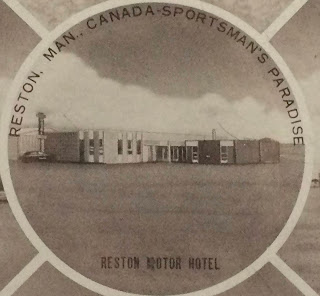 RESTON, MAN., CANADA-SPORTSMAN'S PARADISE
RESTON MOTOR HOTEL